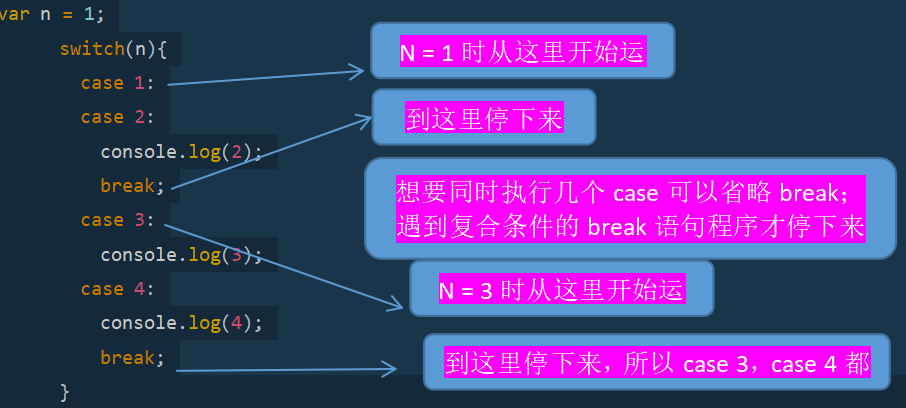 var n = 1;
switch(n){
case 1:
case 2:
console.log(2);
break;
case 3:
console.log(3);
case 4:
console.log(4);
break;
}
N = 1 时从这里开始运
到这里停下来
想要同时执行几个 case 可以省略 break；
遇到复合条件的 break 语句程序才停下来
N = 3 时从这里开始运
到这里停下来，所以 case 3，case 4 都